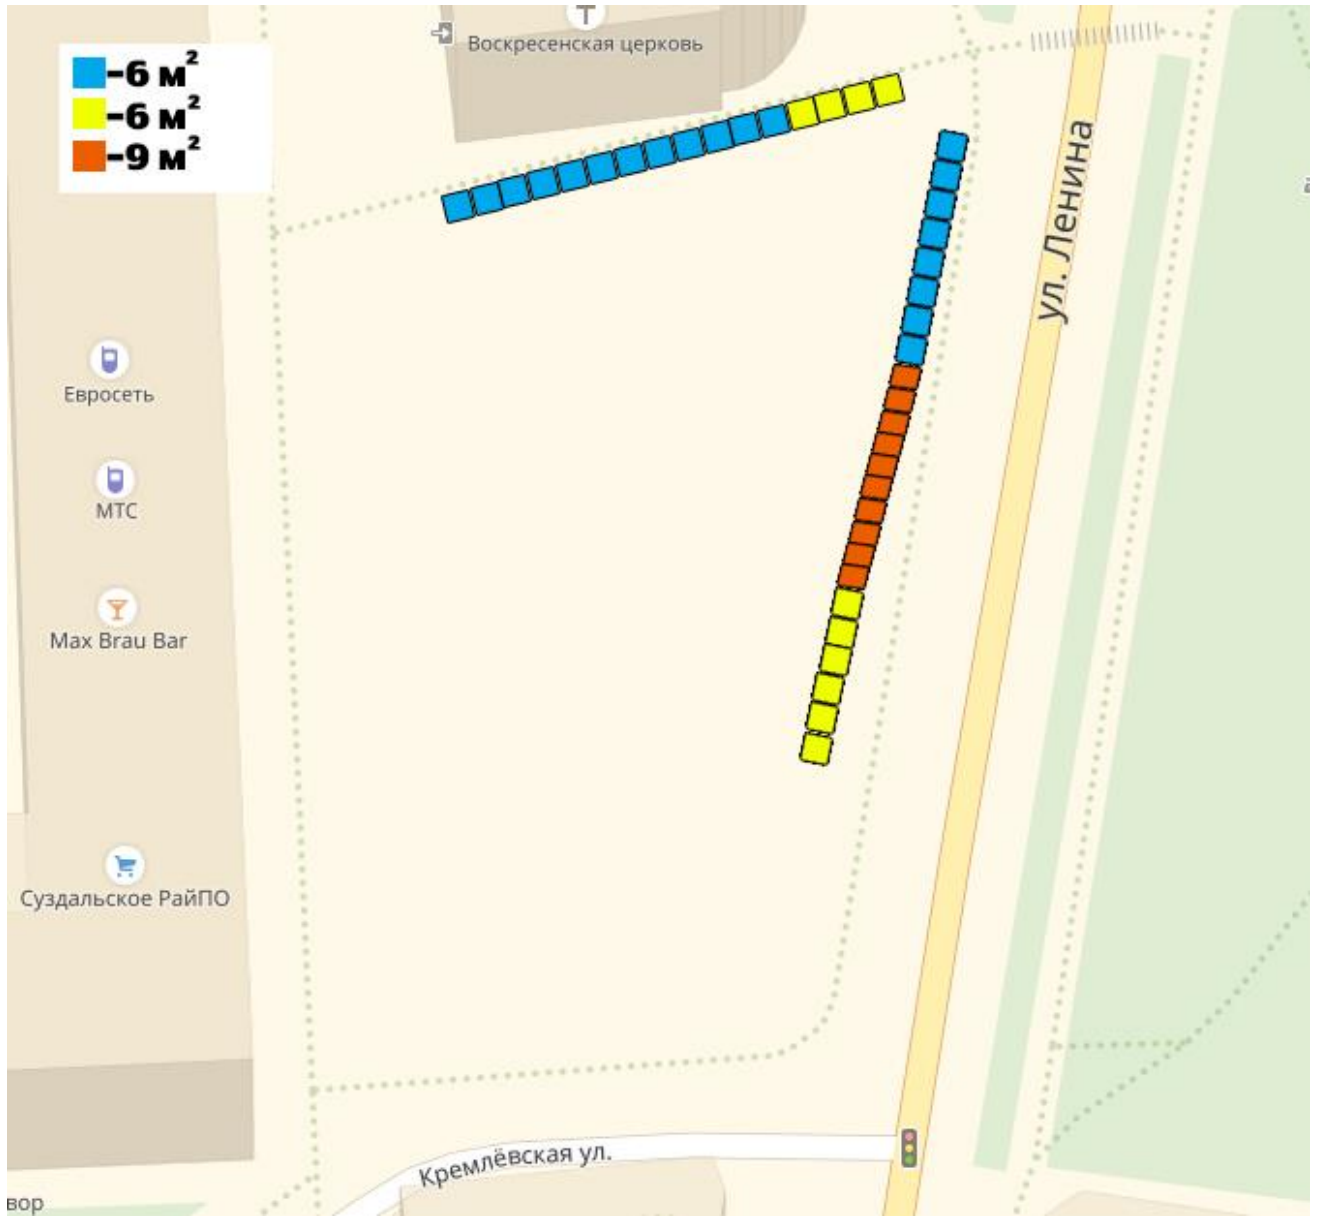 -6 м²
-6 м²
-9 м²
Воскресенская церковь
ул. Ленина
Евросеть
МТС
Max Brau Bar
Суздальское РайПО
Кремлёвская ул.
вор